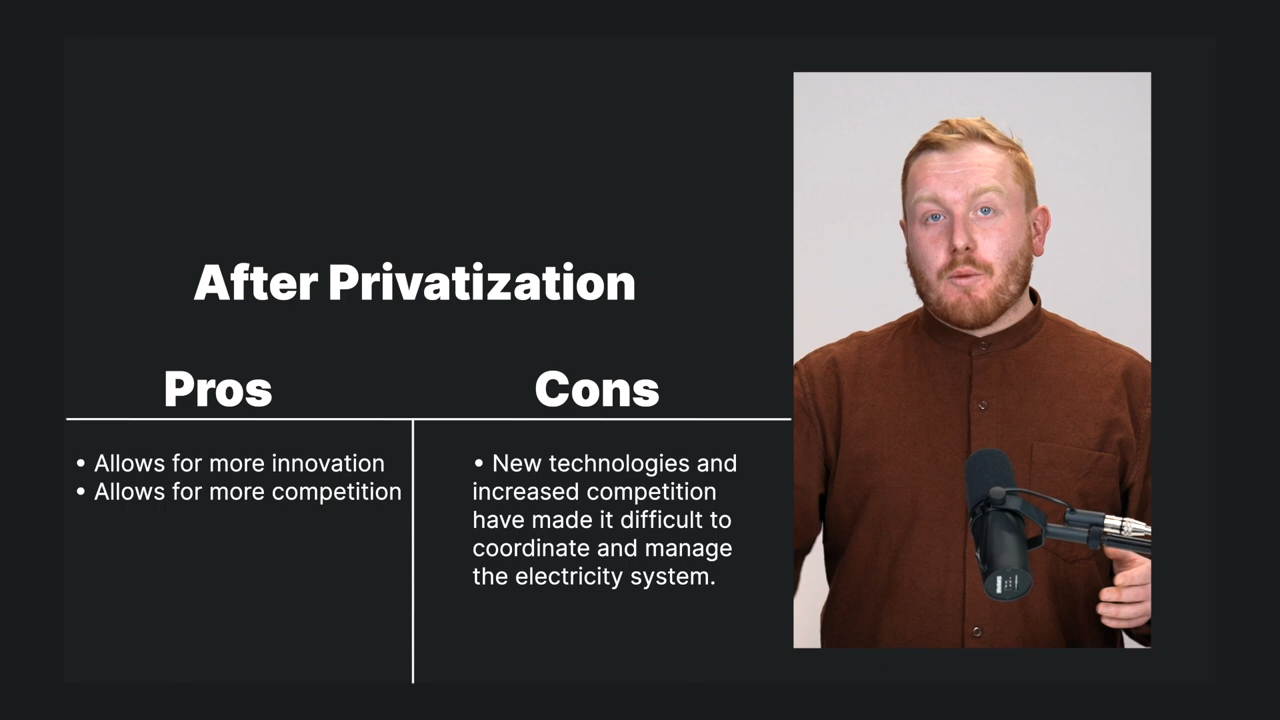 After Privatization
Pros
Cons
• Allows for more innovation
• Allows for more competition
• New technologies and
increased competition
have made it difficult to
coordinate and manage
the electricity system.